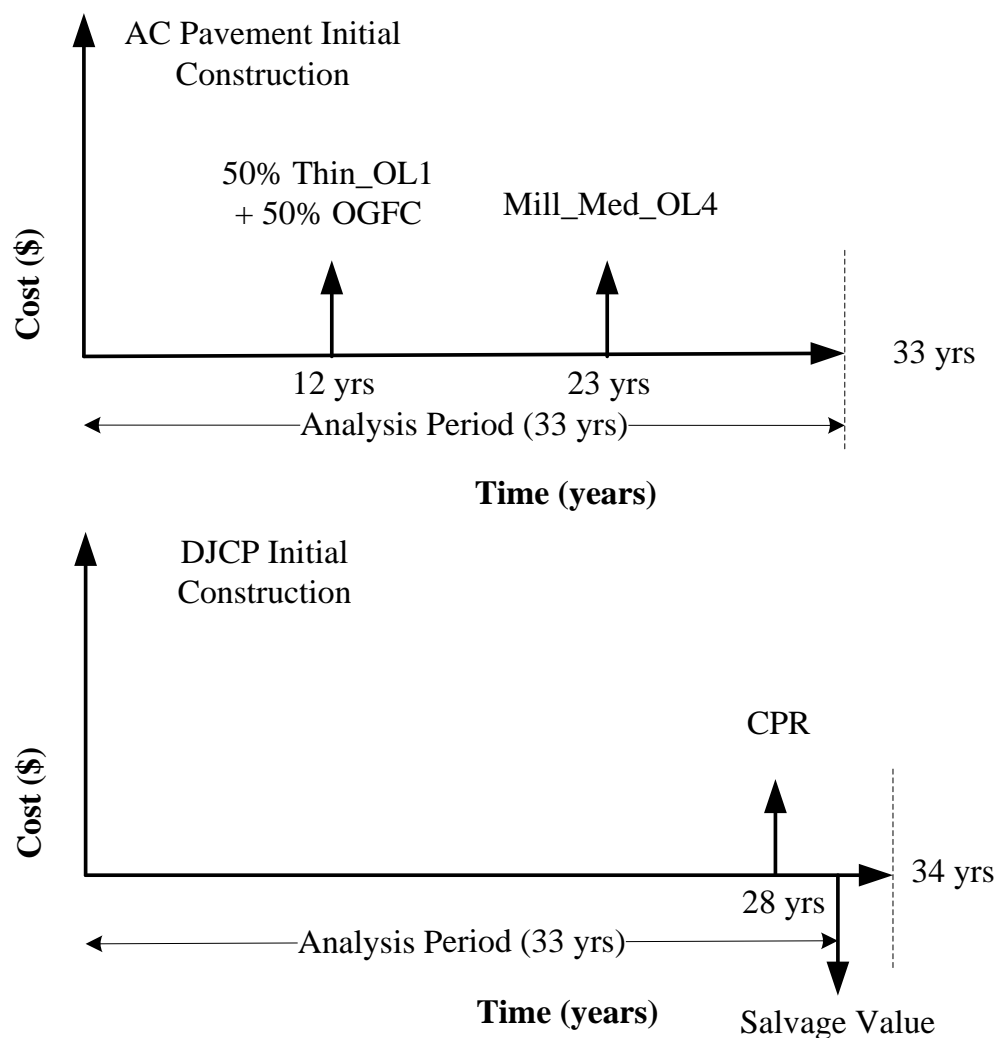 AC Pavement Initial
Construction
50% Thin_OL1
+ 50% OGFC
Mill_Med_OL4
Cost ($)
33 yrs
12 yrs
23 yrs
Analysis Period (33 yrs)
Time (years)
DJCP Initial
Construction
CPR
Cost ($)
34 yrs
28 yrs
Analysis Period (33 yrs)
Time (years)
Salvage Value